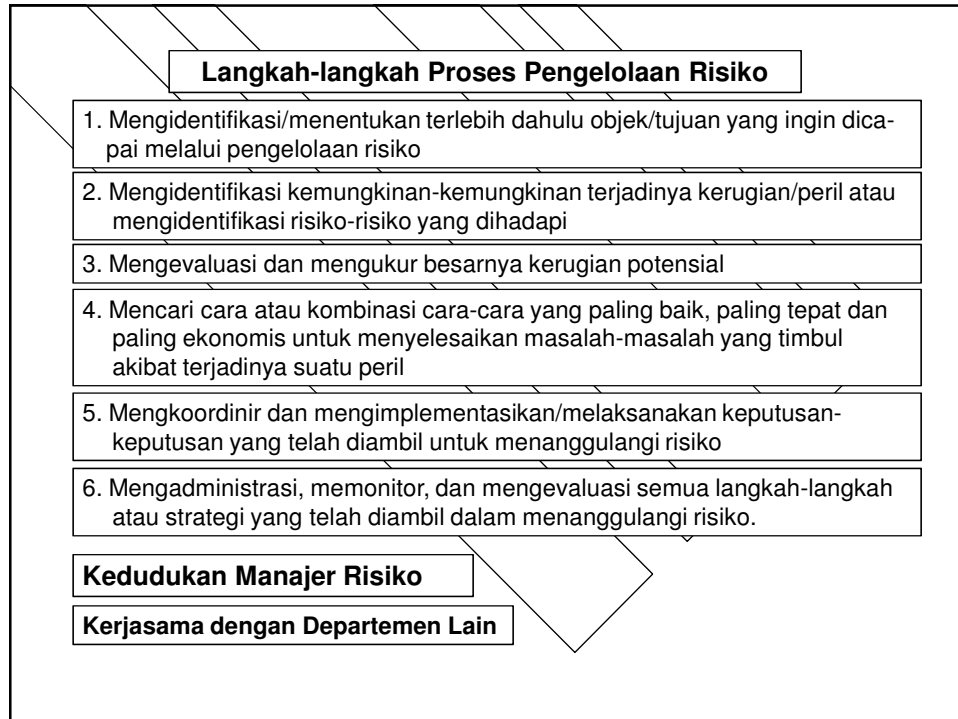 Langkah-langkah Proses Pengelolaan Risiko
1. Mengidentifikasi/menentukan terlebih dahulu objek/tujuan yang ingin dica-
pai melalui pengelolaan risiko
2. Mengidentifikasi kemungkinan-kemungkinan terjadinya kerugian/peril atau
mengidentifikasi risiko-risiko yang dihadapi
3. Mengevaluasi dan mengukur besarnya kerugian potensial
4. Mencari cara atau kombinasi cara-cara yang paling baik, paling tepat dan
paling ekonomis untuk menyelesaikan masalah-masalah yang timbul
akibat terjadinya suatu peril
5. Mengkoordinir dan mengimplementasikan/melaksanakan keputusan-
keputusan yang telah diambil untuk menanggulangi risiko
6. Mengadministrasi, memonitor, dan mengevaluasi semua langkah-langkah
atau strategi yang telah diambil dalam menanggulangi risiko.
Kedudukan Manajer Risiko
Kerjasama dengan Departemen Lain